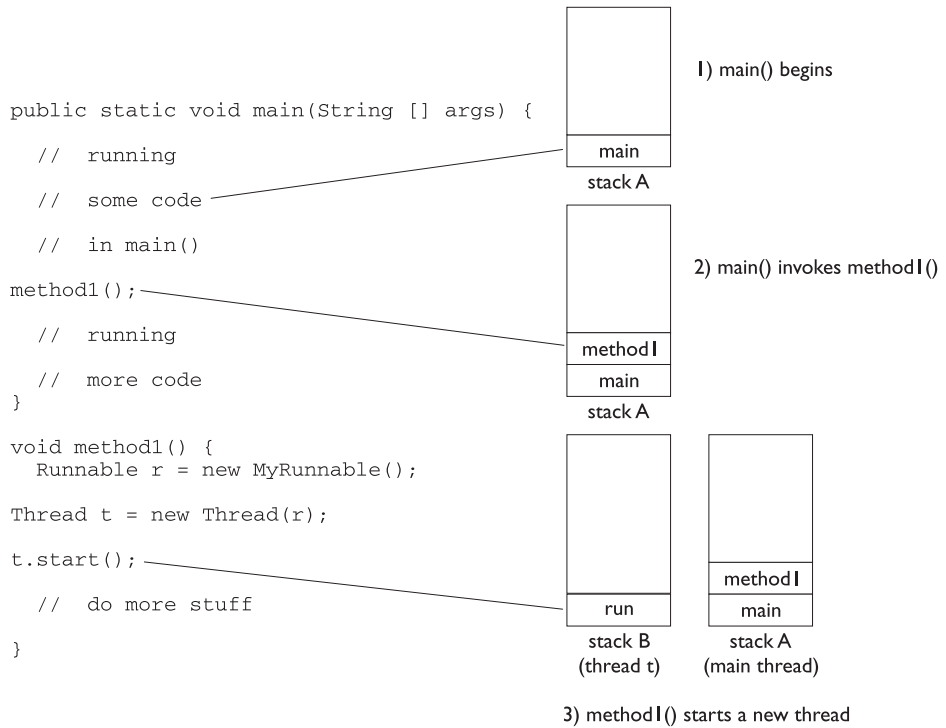 public static void main(String [] args) {
//  running
//  some code
//  in main()
method1();
//  running
//  more code
}
void method1() {
Runnable r = new MyRunnable();
Thread t = new Thread(r);
t.start();
//  do more stuff
}
main
stack A
1) main() begins
method1
main
stack A
2) main() invokes method1()
run
stack B
(thread t)
method1
main
stack A
(main thread)
3) method1() starts a new thread